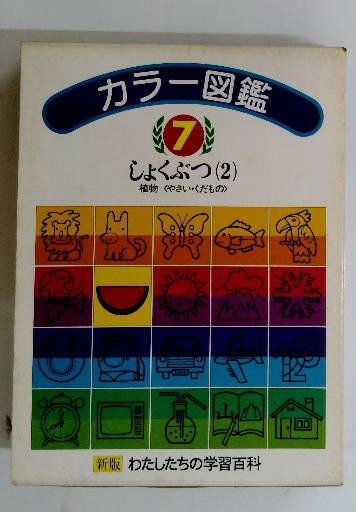 カラー図鑑
7
しょくぶつ(2)
植物 〈やさい・くだもの〉
123
新版 わたしたちの学習百科